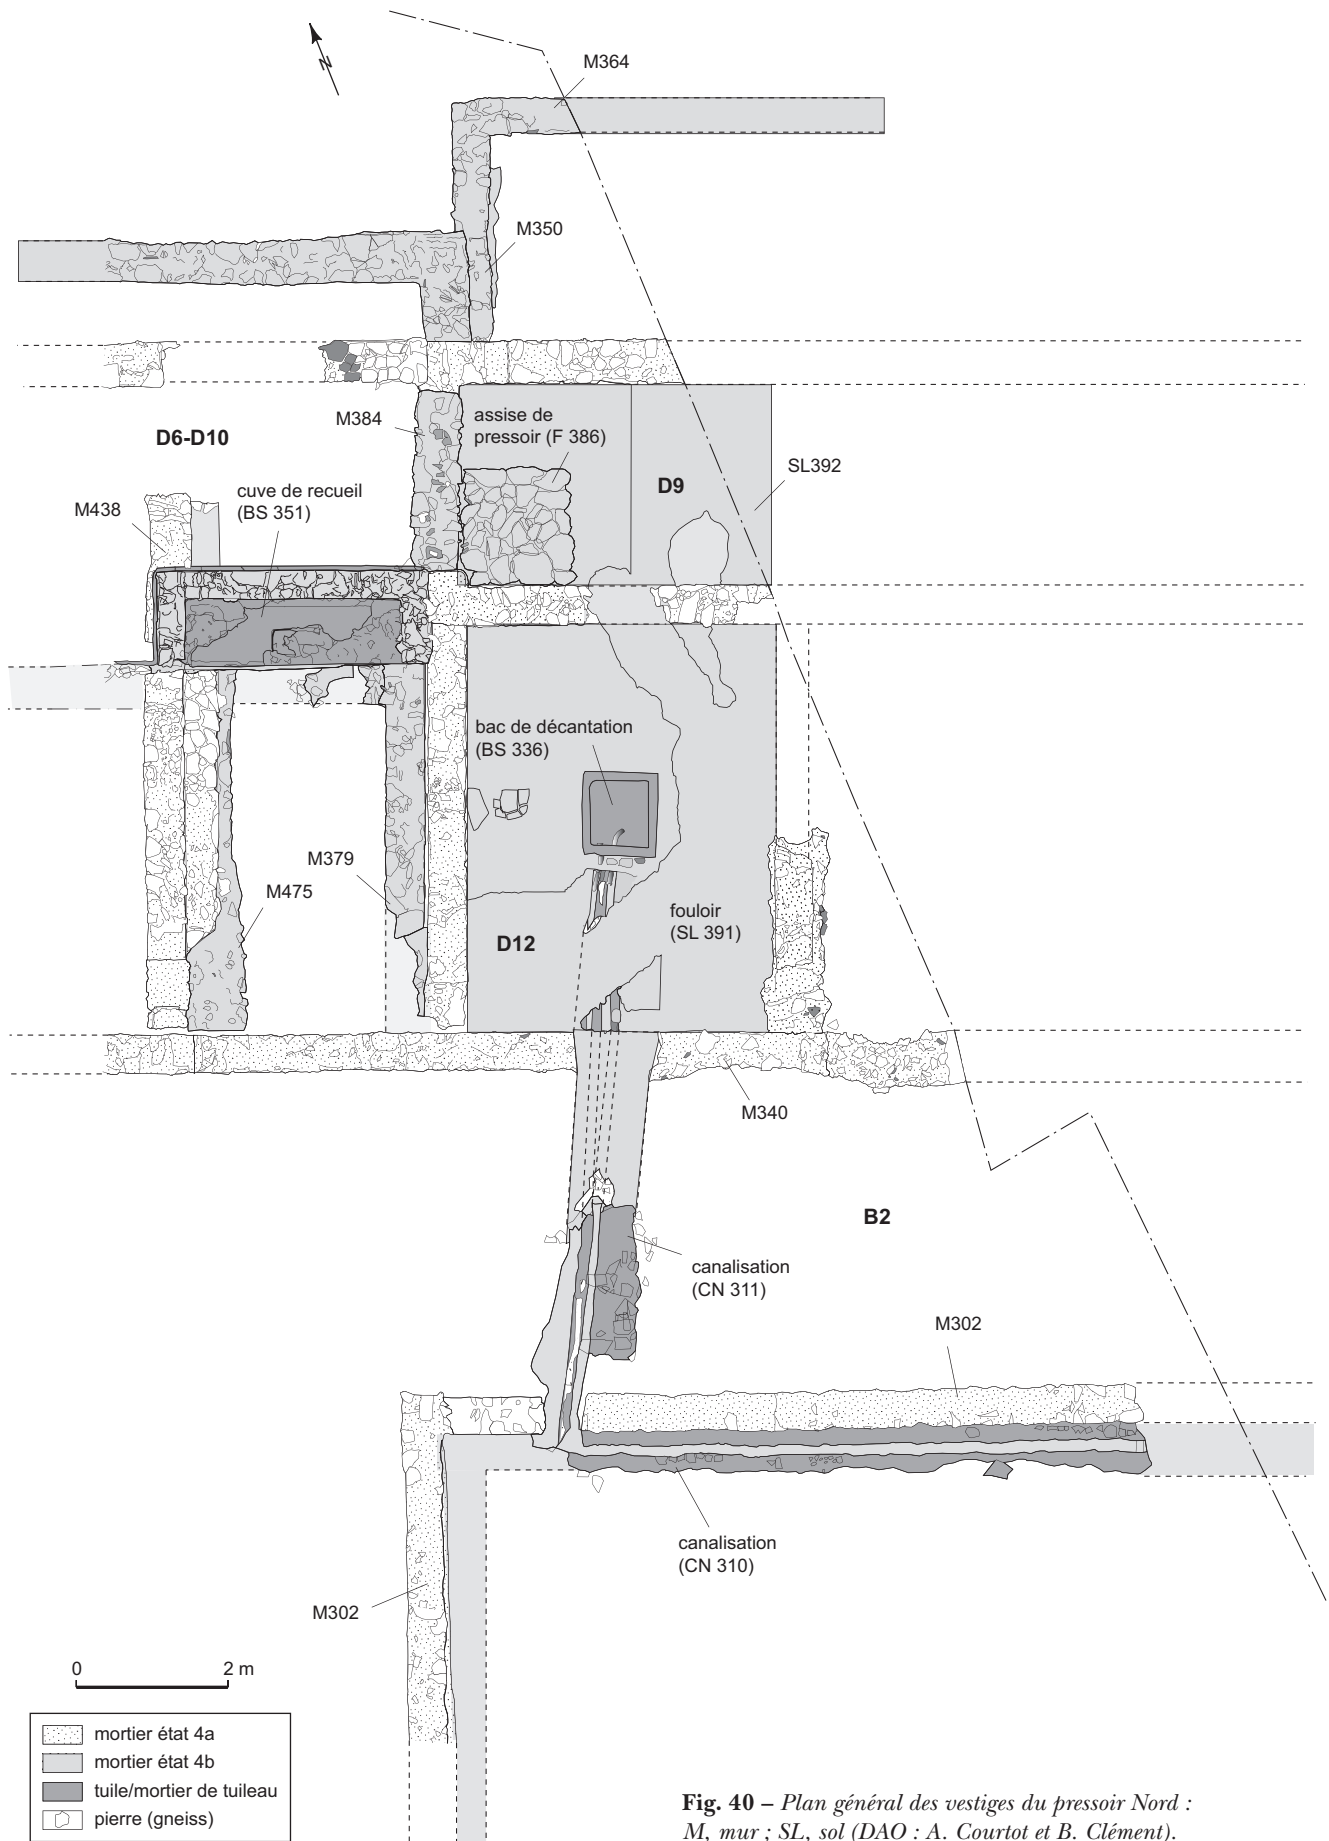 N
M364
M350
M384
assise de
pressoir (F 386)
D6-D10
SL392
D9
cuve de recueil
(BS 351)
M438
bac de décantation
(BS 336)
M379
M475
fouloir
(SL 391)
D12
M340
B2
canalisation
(CN 311)
M302
canalisation
(CN 310)
M302
0 2 m
mortier état 4a
mortier état 4b
tuile/mortier de tuileau
pierre (gneiss)
Fig. 40 – Plan général des vestiges du pressoir Nord :
M, mur ; SL, sol (DAO : A. Courtot et B. Clément).